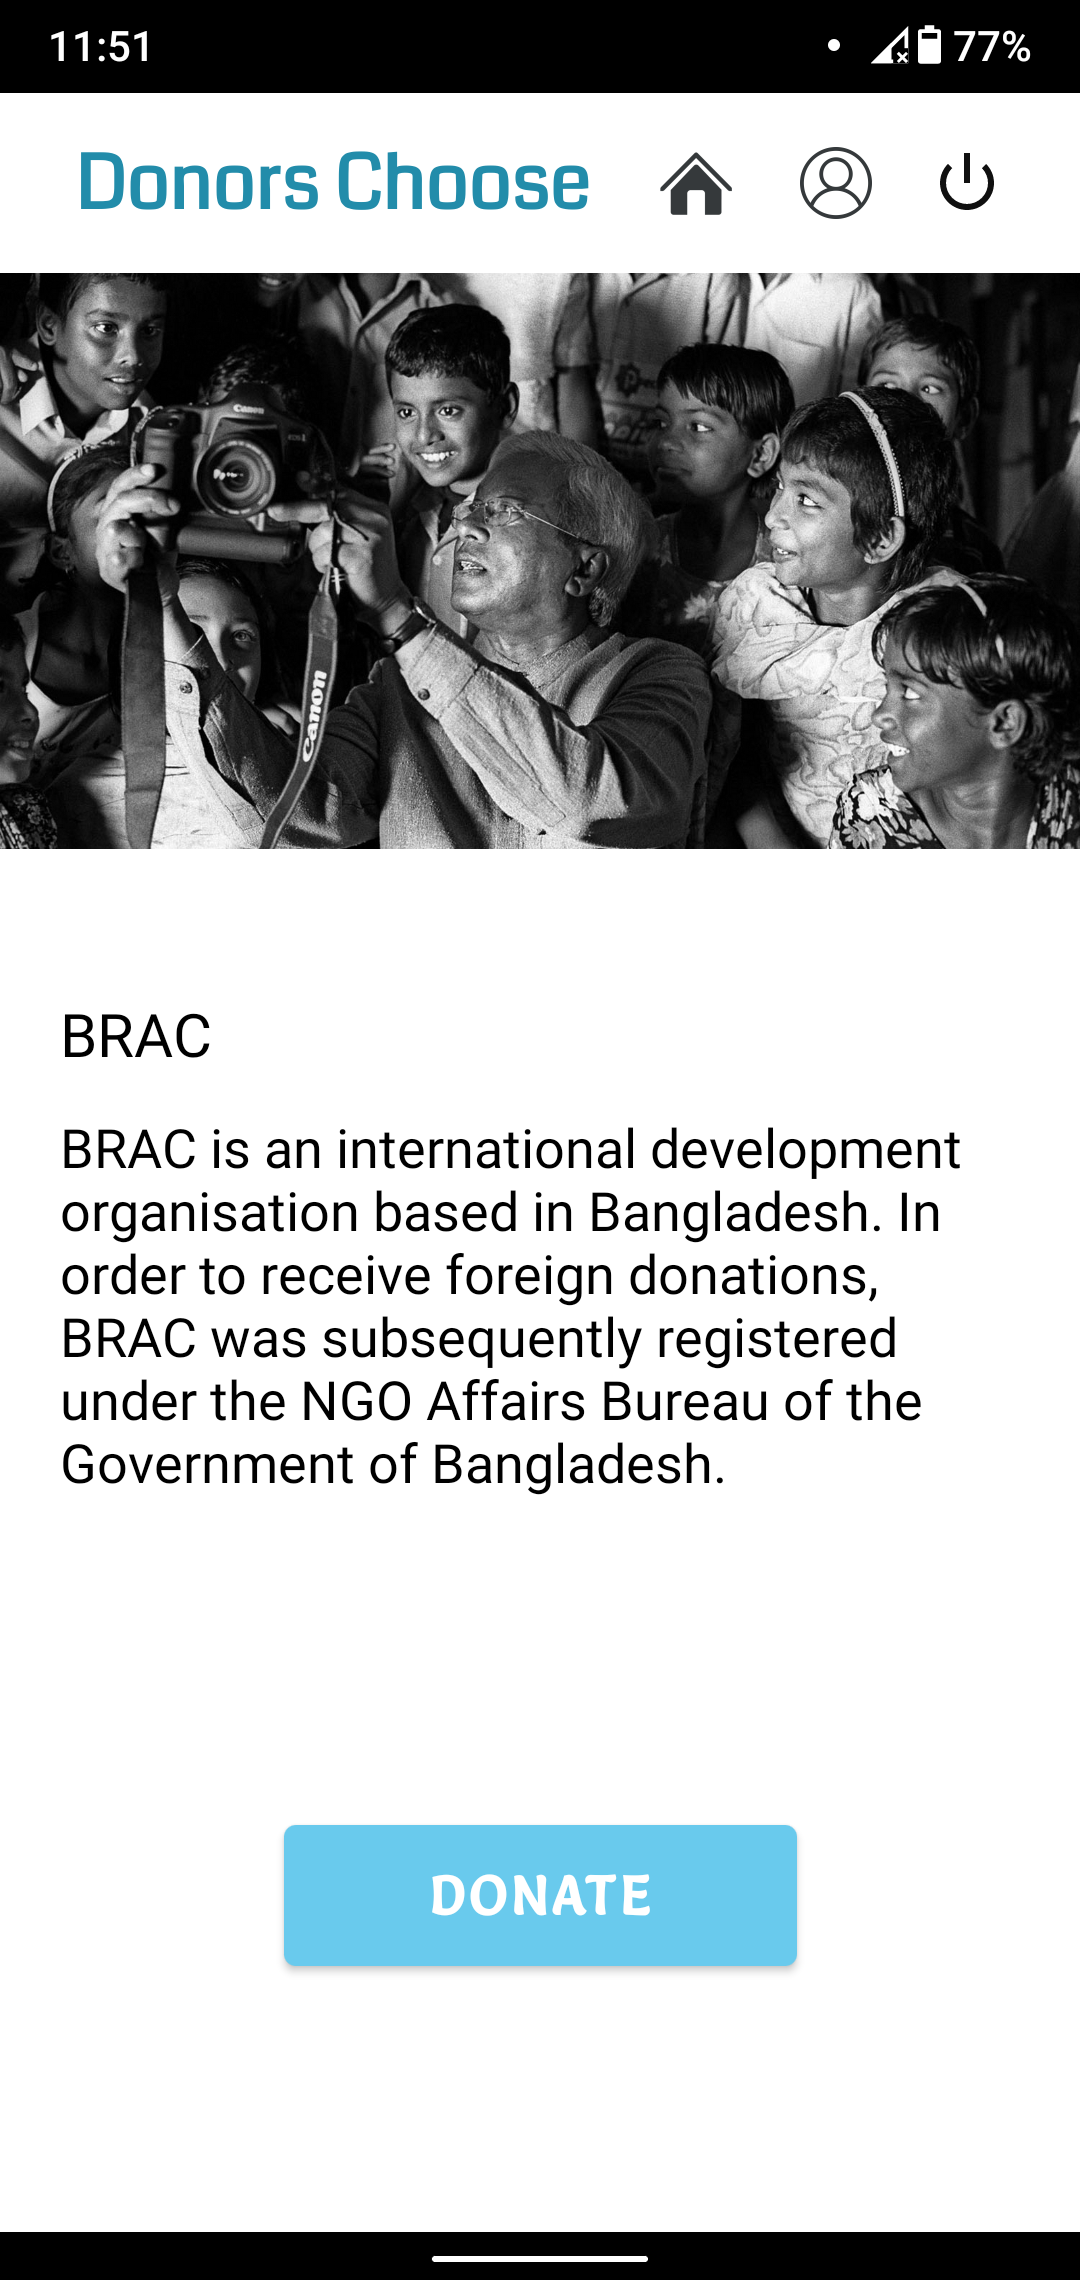 11:51 77%
Donors Choose
Canon
Canon
BRAC
BRAC is an international development
organisation based in Bangladesh. In
order to receive foreign donations,
BRAC was subsequently registered
under the NGO Affairs Bureau of the
Government of Bangladesh.
DONATE